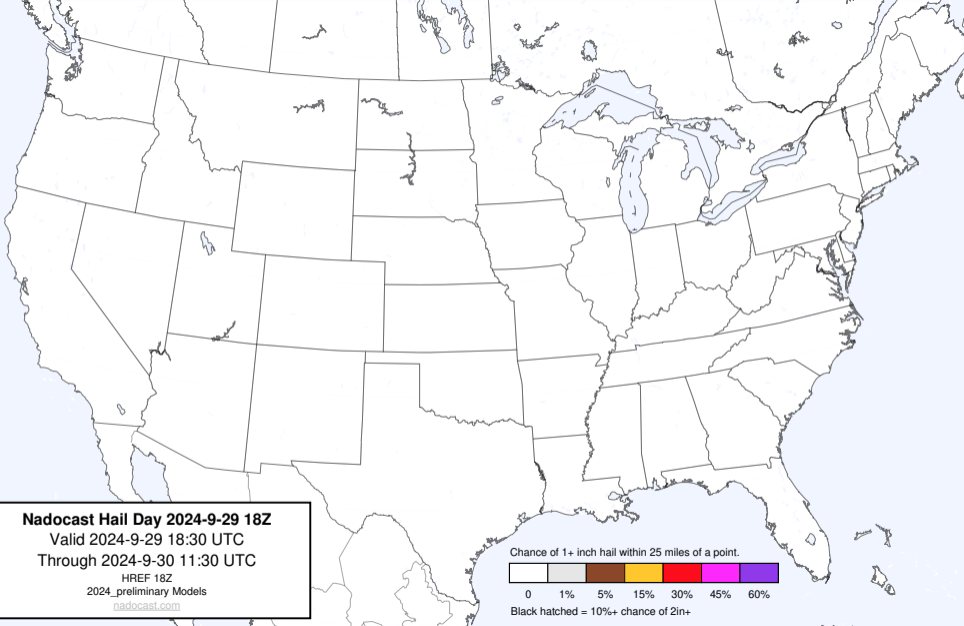 Nadocast Hail Day 2024-9-29 18Z
Valid 2024-9-29 18:30 UTC
Through 2024-9-30 11:30 UTC
HREF 18Z
2024_preliminary Models
nadocast.com
Chance of 1+ inch hail within 25 miles of a point.
0 1% 5% 15% 30% 45% 60%
Black hatched = 10%+ chance of 2in+